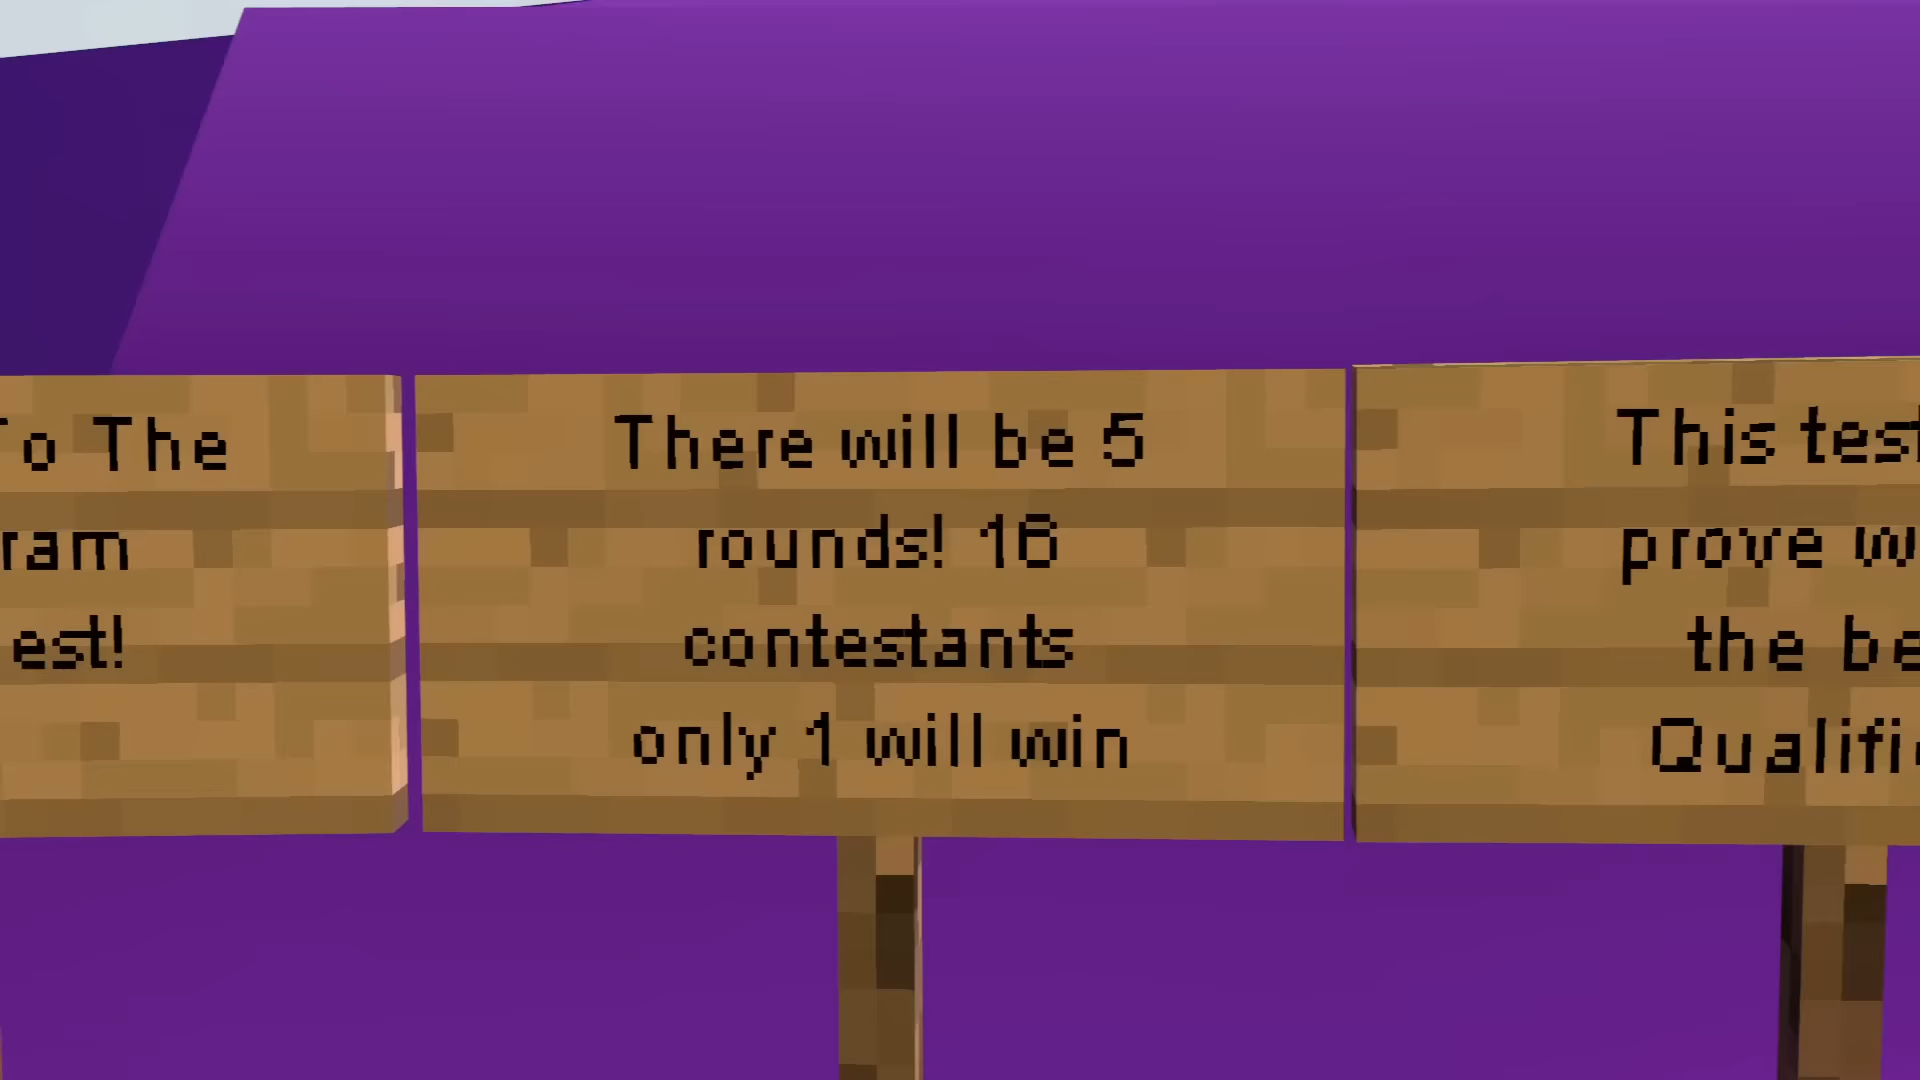 To The
ram
est!
There will be 5
rounds! 16
contestants
only 1 will win
This test
prove w
the be
Qualifi